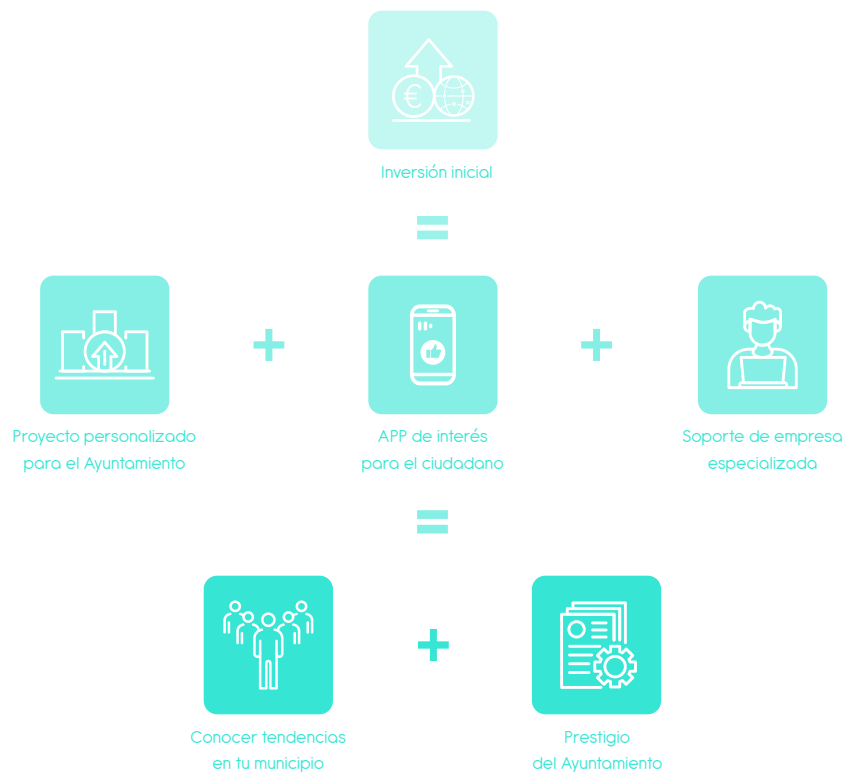 Inversión inicial
=
+
+
Proyecto personalizado
para el Ayuntamiento
APP de interés
para el ciudadano
Soporte de empresa
especializada
=
+
Conocer tendencias
en tu municipio
Prestigio
del Ayuntamiento